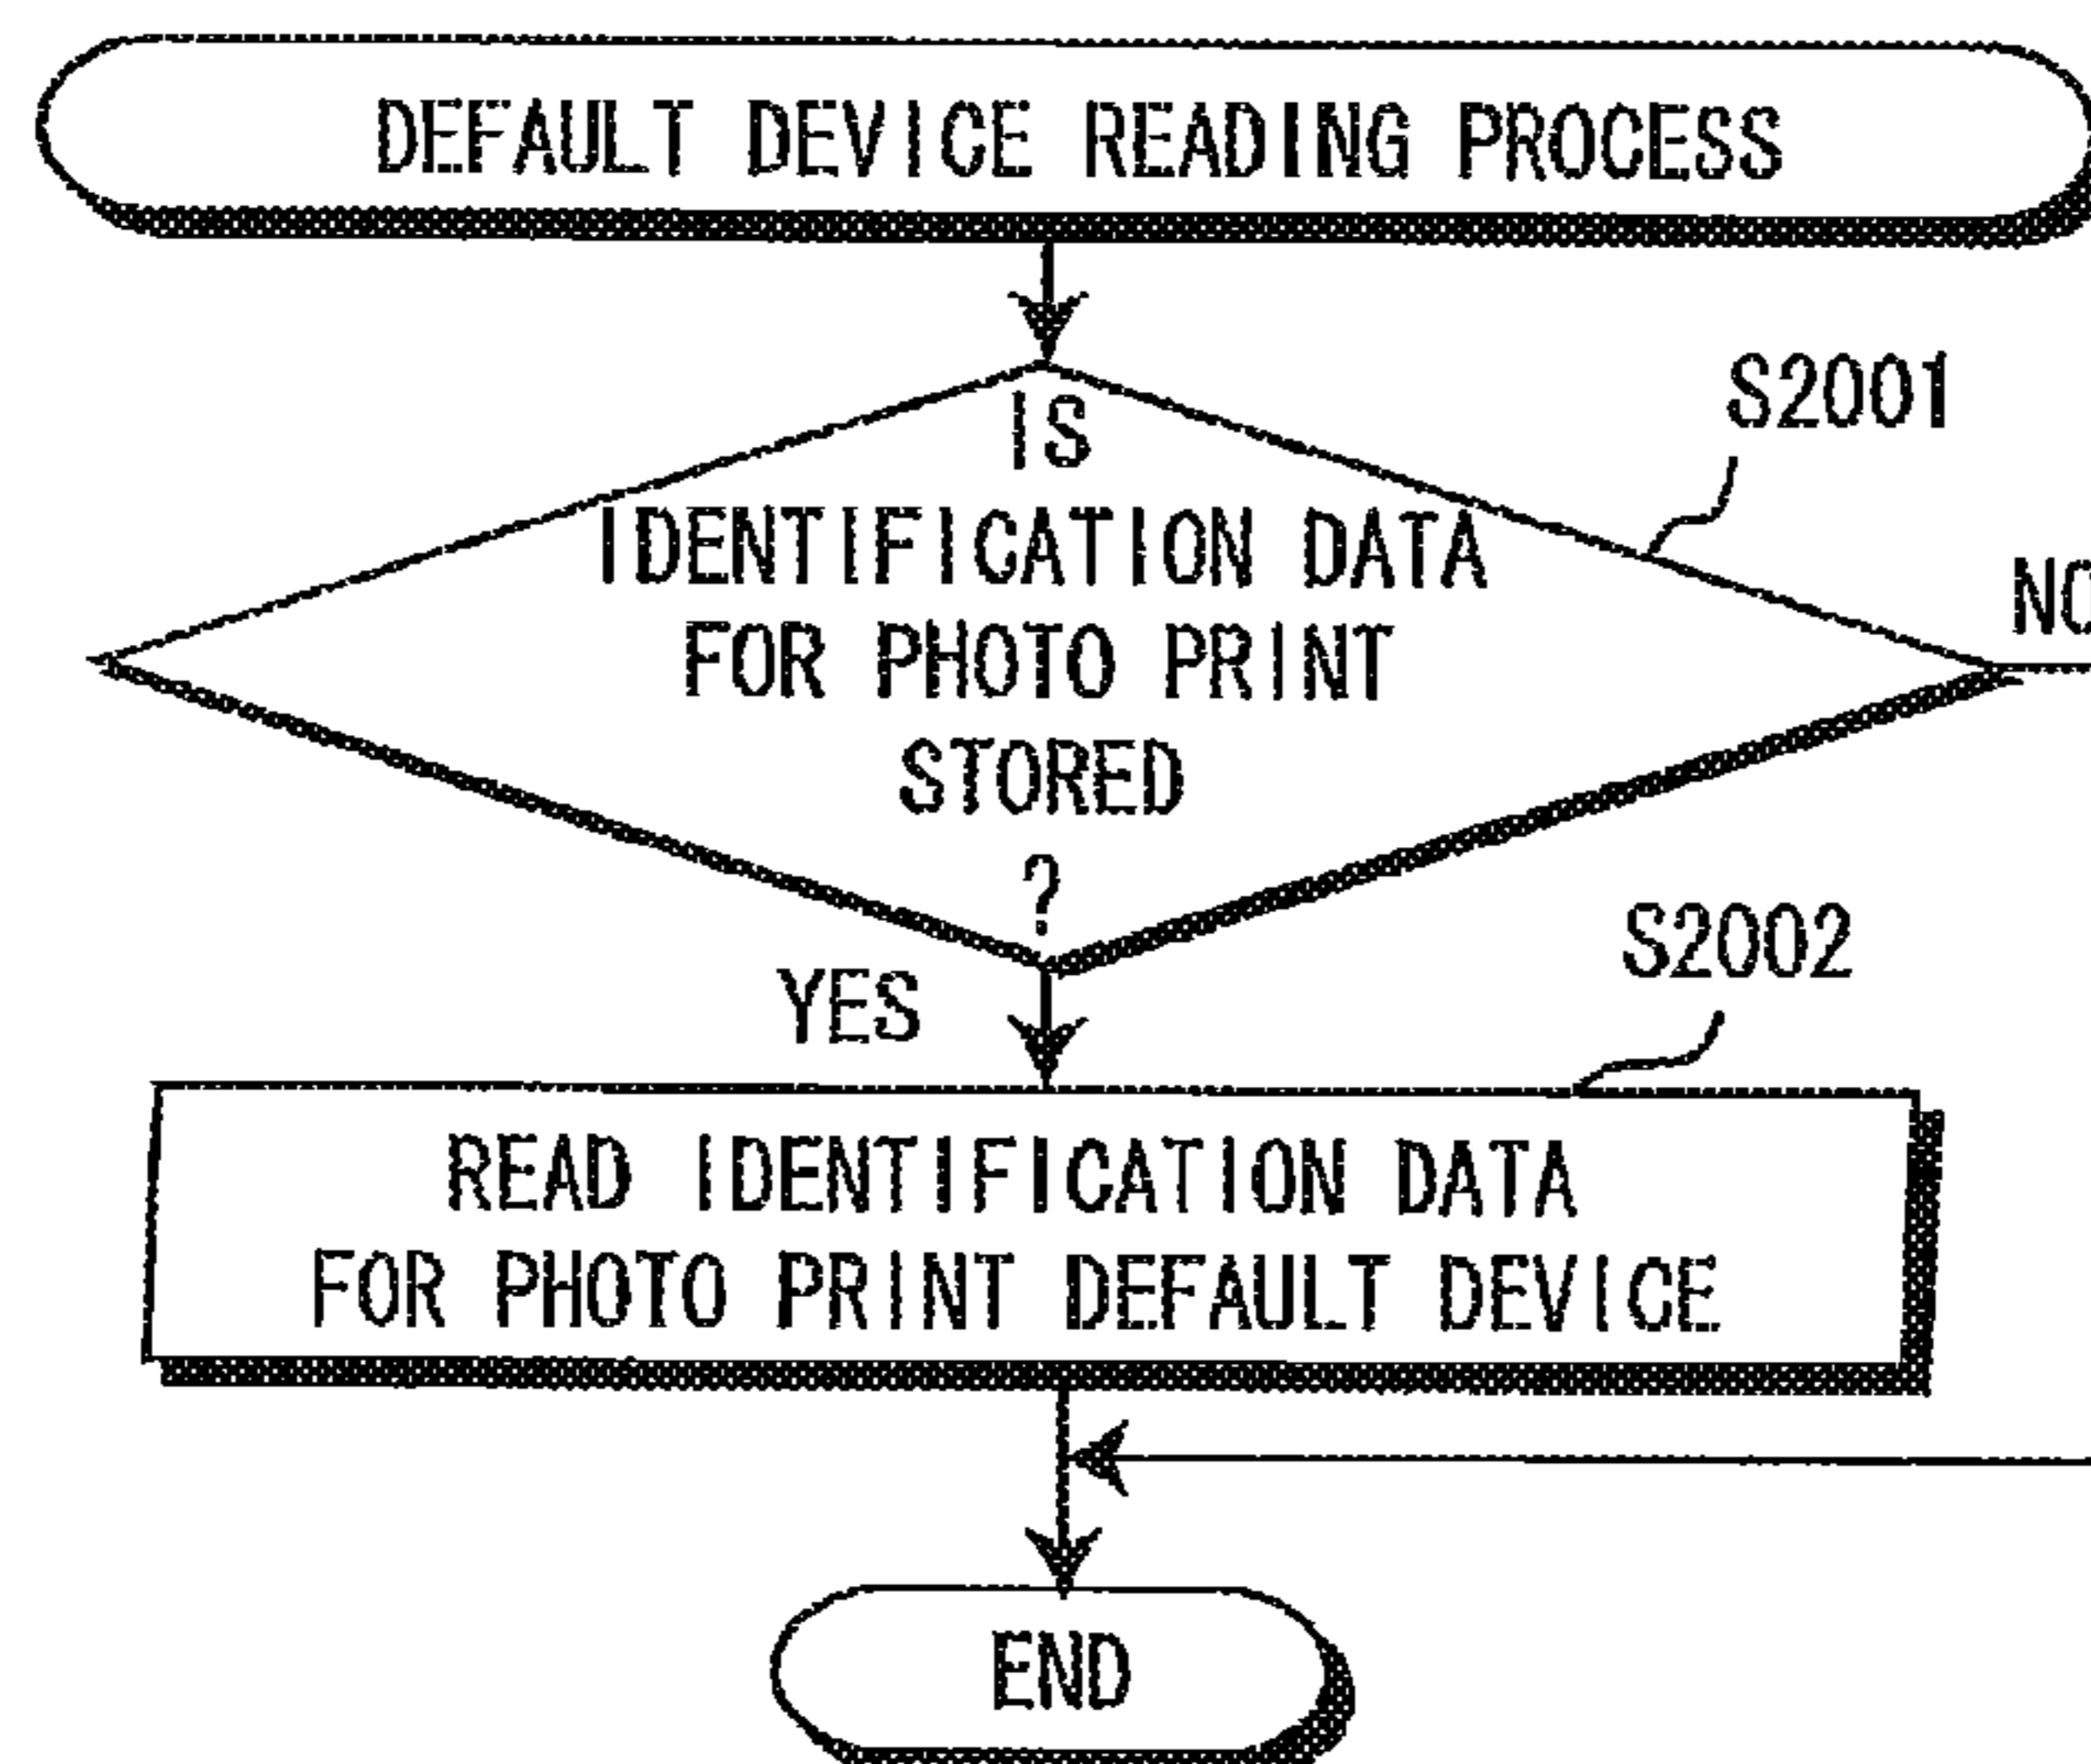 DEFAULT DEVICE READING PROCESS
S2001
IS
IDENTIFICATION DATA
FOR PHOTO PRINT
STORED
?
NO
YES
S2002
READ IDENTIFICATION DATA
FOR PHOTO PRINT DEFAULT DEVICE
END